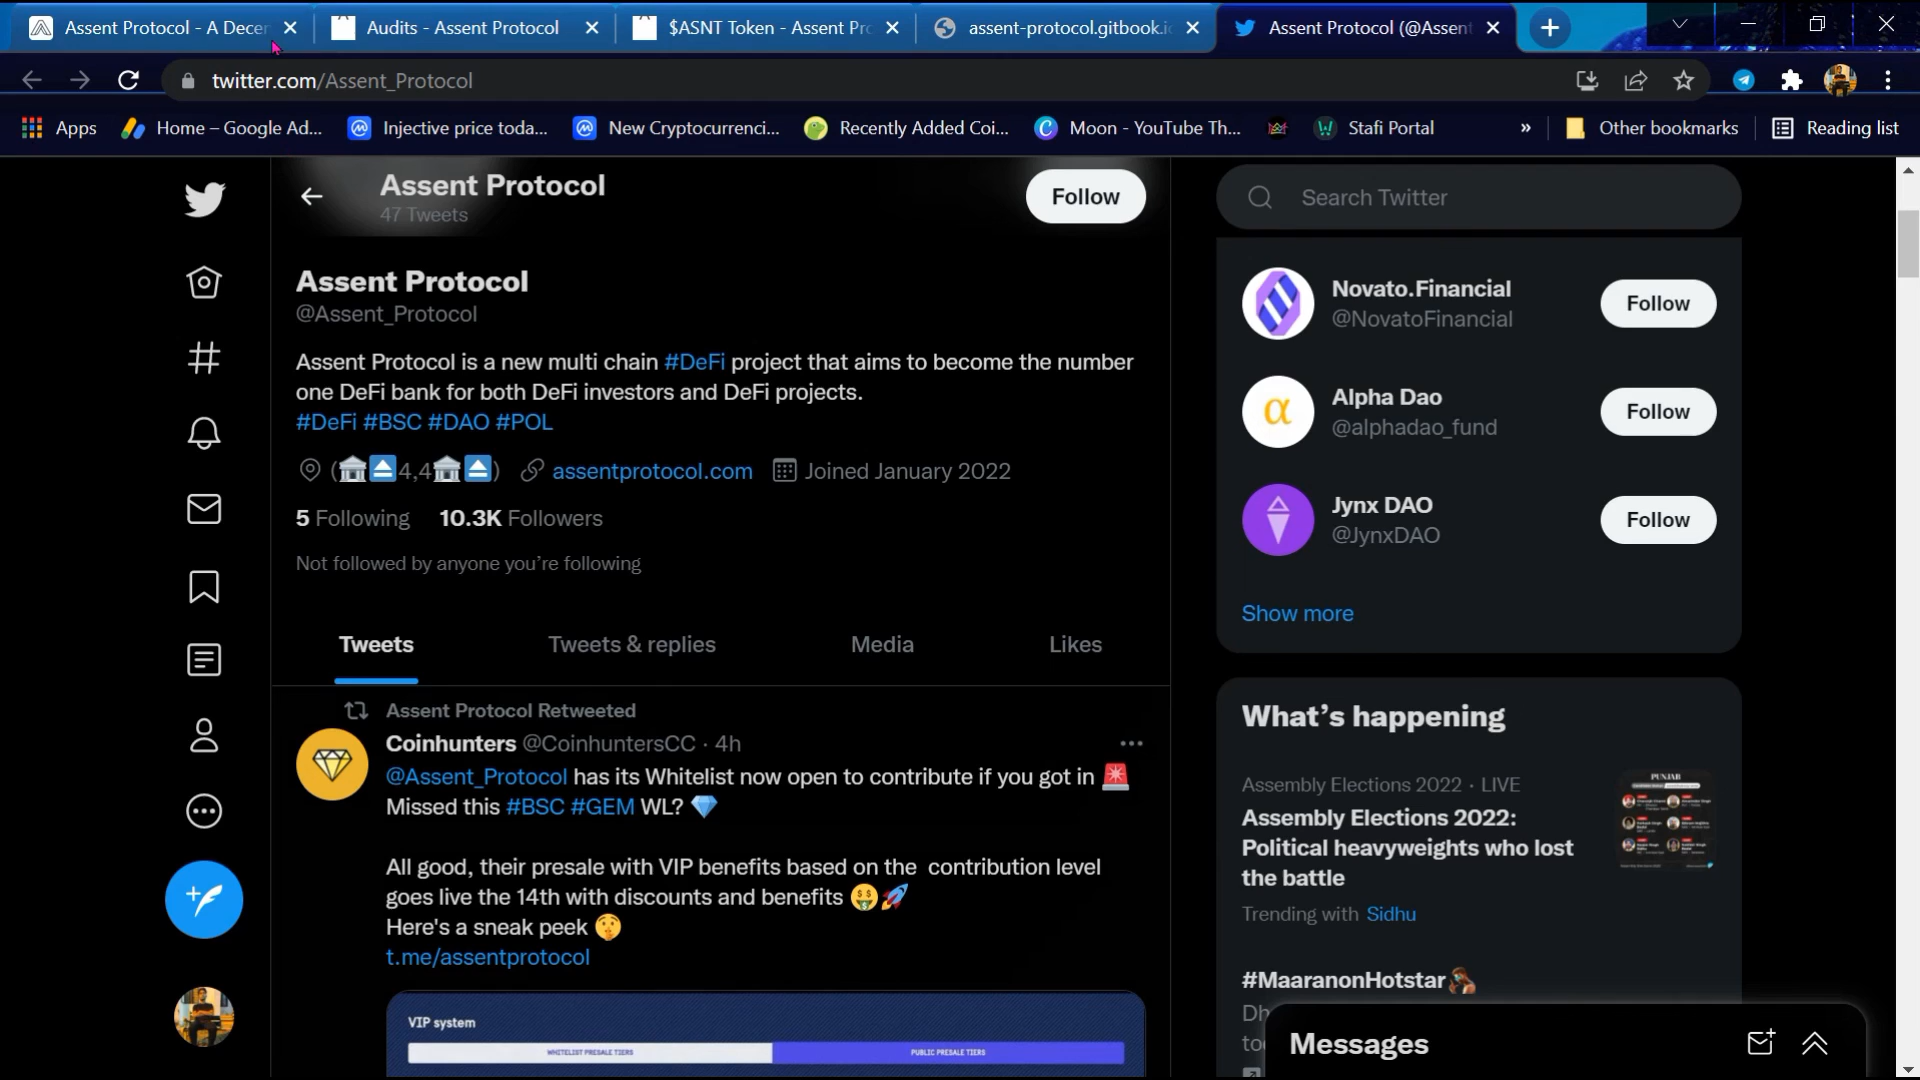 Assent Protocol - A Decen
Audits - Assent Protocol
$ASNT Token - Assent Pro
assent-protocol.gitbook.io
Assent Protocol (@Assent
twitter.com/Assent_Protocol
Apps
Home – Google Ad...
Injective price toda...
New Cryptocurrenci...
Recently Added Coi...
Moon - YouTube Th...
Stafi Portal
»
Other bookmarks
Reading list
Assent Protocol
47 Tweets
Follow
Search Twitter
Assent Protocol
@Assent_Protocol
Assent Protocol is a new multi chain #DeFi project that aims to become the number
one DeFi bank for both DeFi investors and DeFi projects.
#DeFi #BSC #DAO #POL
(🏛️⏏️4,4🏛️⏏️) assentprotocol.com Joined January 2022
5 Following 10.3K Followers
Not followed by anyone you’re following
Tweets
Tweets & replies
Media
Likes
Assent Protocol Retweeted
Coinhunters @CoinhuntersCC · 4h
@Assent_Protocol has its Whitelist now open to contribute if you got in 🚨
Missed this #BSC #GEM WL? 💎
All good, their presale with VIP benefits based on the contribution level
goes live the 14th with discounts and benefits 🤑🚀
Here's a sneak peek 🤫
t.me/assentprotocol
VIP system
WHITELIST PRESALE TIERS
PUBLIC PRESALE TIERS
Novato.Financial
@NovatoFinancial
Follow
Alpha Dao
@alphadao_fund
Follow
Jynx DAO
@JynxDAO
Follow
Show more
What’s happening
Assembly Elections 2022 · LIVE
Assembly Elections 2022:
Political heavyweights who lost
the battle
Trending with Sidhu
PUNJAB
#MaaranonHotstar
Messages